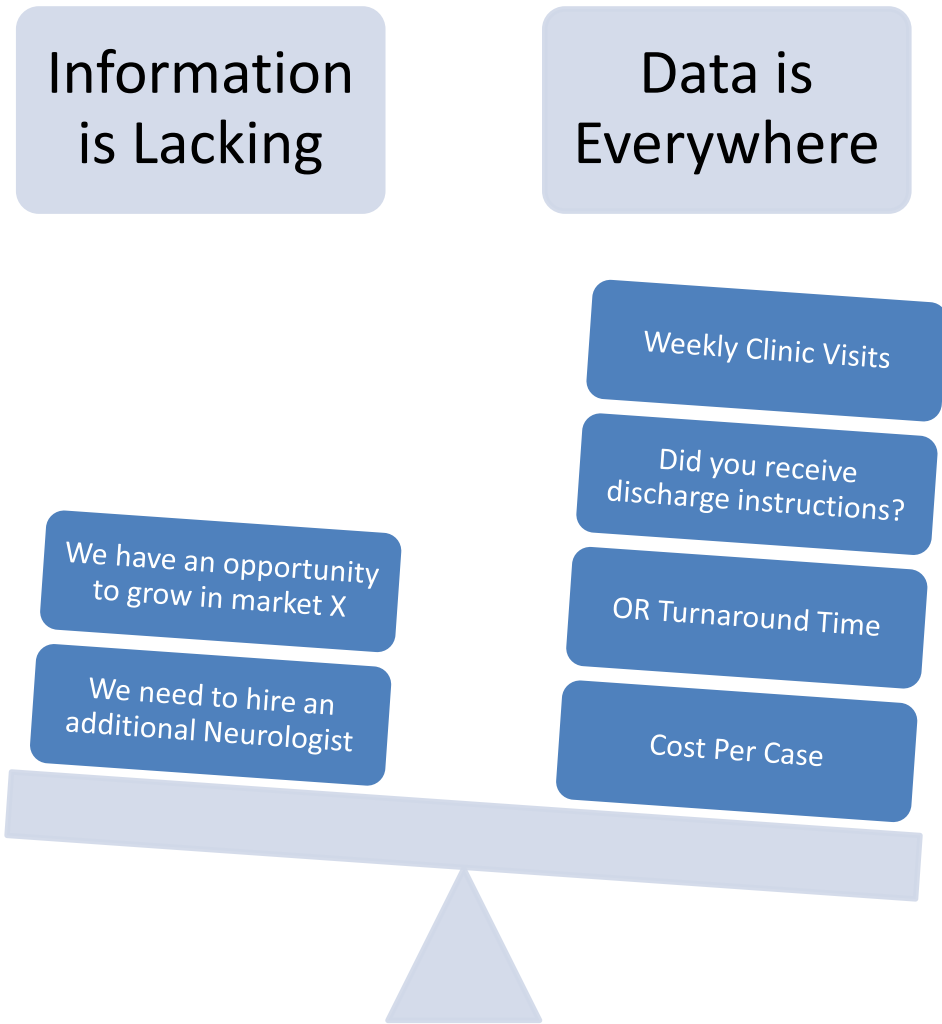 Information
is Lacking
Data is
Everywhere
We have an opportunity
to grow in market X
We need to hire an
additional Neurologist
Weekly Clinic Visits
Did you receive
discharge instructions?
OR Turnaround Time
Cost Per Case